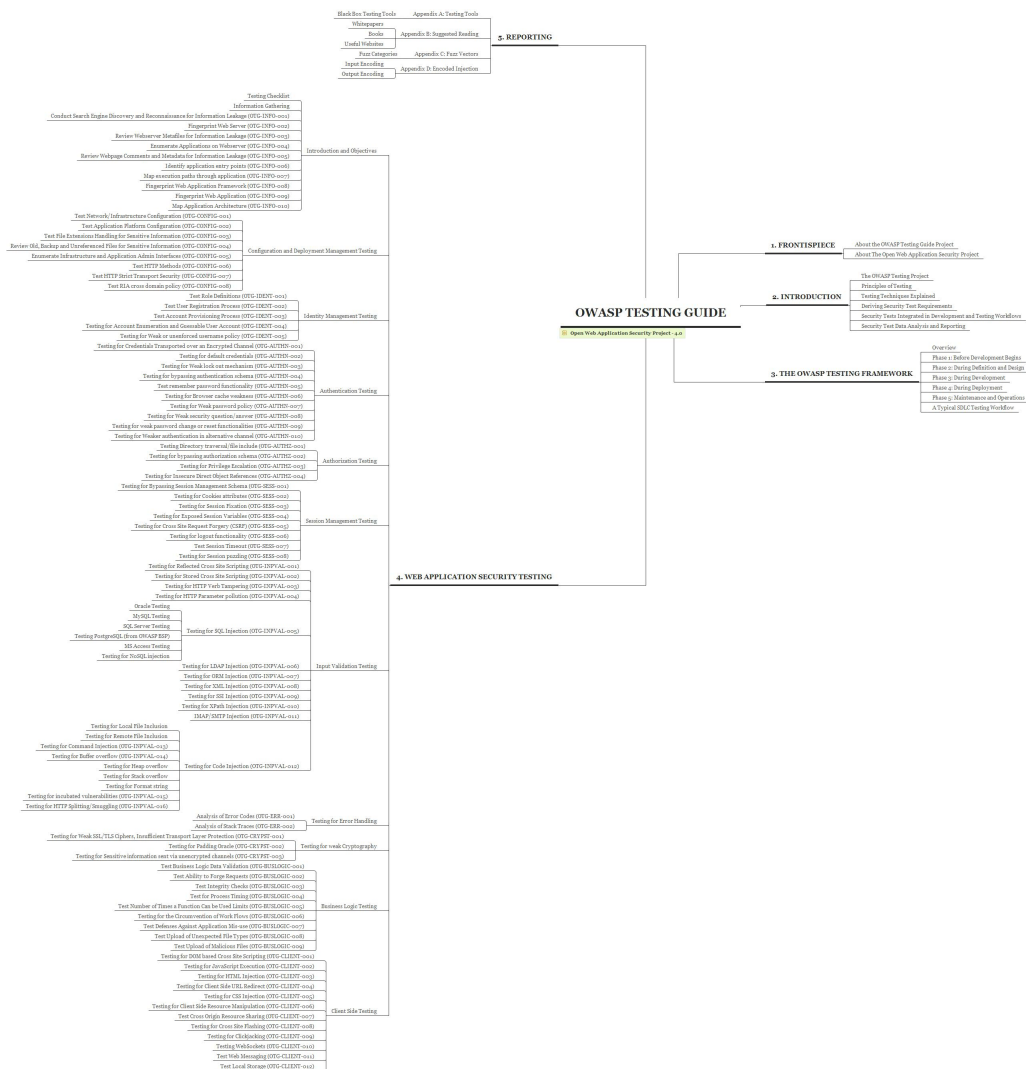 OWASP TESTING GUIDE
Open Web Application Security Project - 4.0
1. FRONTISPIECE
About the OWASP Testing Guide Project
About The Open Web Application Security Project
2. INTRODUCTION
The OWASP Testing Project
Principles of Testing
Testing Techniques Explained
Deriving Security Test Requirements
Security Tests Integrated in Development and Testing Workflows
Security Test Data Analysis and Reporting
3. THE OWASP TESTING FRAMEWORK
Overview
Phase 1: Before Development Begins
Phase 2: During Definition and Design
Phase 3: During Development
Phase 4: During Deployment
Phase 5: Maintenance and Operations
A Typical SDLC Testing Workflow
4. WEB APPLICATION SECURITY TESTING
Introduction and Objectives
Testing Checklist
Information Gathering
Conduct Search Engine Discovery and Reconnaissance for Information Leakage (OTG-INFO-001)
Fingerprint Web Server (OTG-INFO-002)
Review Webserver Metafiles for Information Leakage (OTG-INFO-003)
Enumerate Applications on Webserver (OTG-INFO-004)
Review Webpage Comments and Metadata for Information Leakage (OTG-INFO-005)
Identify application entry points (OTG-INFO-006)
Map execution paths through application (OTG-INFO-007)
Fingerprint Web Application Framework (OTG-INFO-008)
Fingerprint Web Application (OTG-INFO-009)
Map Application Architecture (OTG-INFO-010)
Configuration and Deployment Management Testing
Test Network/Infrastructure Configuration (OTG-CONFIG-001)
Test Application Platform Configuration (OTG-CONFIG-002)
Test File Extensions Handling for Sensitive Information (OTG-CONFIG-003)
Review Old, Backup and Unreferenced Files for Sensitive Information (OTG-CONFIG-004)
Enumerate Infrastructure and Application Admin Interfaces (OTG-CONFIG-005)
Test HTTP Methods (OTG-CONFIG-006)
Test HTTP Strict Transport Security (OTG-CONFIG-007)
Test RIA cross domain policy (OTG-CONFIG-008)
Identity Management Testing
Test Role Definitions (OTG-IDENT-001)
Test User Registration Process (OTG-IDENT-002)
Test Account Provisioning Process (OTG-IDENT-003)
Testing for Account Enumeration and Guessable User Account (OTG-IDENT-004)
Testing for Weak or unenforced username policy (OTG-IDENT-005)
Authentication Testing
Testing for Credentials Transported over an Encrypted Channel (OTG-AUTHN-001)
Testing for default credentials (OTG-AUTHN-002)
Testing for Weak lock out mechanism (OTG-AUTHN-003)
Testing for bypassing authentication schema (OTG-AUTHN-004)
Test remember password functionality (OTG-AUTHN-005)
Testing for Browser cache weakness (OTG-AUTHN-006)
Testing for Weak password policy (OTG-AUTHN-007)
Testing for Weak security question/answer (OTG-AUTHN-008)
Testing for weak password change or reset functionalities (OTG-AUTHN-009)
Testing for Weaker authentication in alternative channel (OTG-AUTHN-010)
Authorization Testing
Testing Directory traversal/file include (OTG-AUTHZ-001)
Testing for bypassing authorization schema (OTG-AUTHZ-002)
Testing for Privilege Escalation (OTG-AUTHZ-003)
Testing for Insecure Direct Object References (OTG-AUTHZ-004)
Session Management Testing
Testing for Bypassing Session Management Schema (OTG-SESS-001)
Testing for Cookies attributes (OTG-SESS-002)
Testing for Session Fixation (OTG-SESS-003)
Testing for Exposed Session Variables (OTG-SESS-004)
Testing for Cross Site Request Forgery (CSRF) (OTG-SESS-005)
Testing for logout functionality (OTG-SESS-006)
Test Session Timeout (OTG-SESS-007)
Testing for Session puzzling (OTG-SESS-008)
Input Validation Testing
Testing for Reflected Cross Site Scripting (OTG-INPVAL-001)
Testing for Stored Cross Site Scripting (OTG-INPVAL-002)
Testing for HTTP Verb Tampering (OTG-INPVAL-003)
Testing for HTTP Parameter pollution (OTG-INPVAL-004)
Testing for SQL Injection (OTG-INPVAL-005)
Oracle Testing
MySQL Testing
SQL Server Testing
Testing PostgreSQL (from OWASP BSP)
MS Access Testing
Testing for NoSQL injection
Testing for LDAP Injection (OTG-INPVAL-006)
Testing for ORM Injection (OTG-INPVAL-007)
Testing for XML Injection (OTG-INPVAL-008)
Testing for SSI Injection (OTG-INPVAL-009)
Testing for XPath Injection (OTG-INPVAL-010)
IMAP/SMTP Injection (OTG-INPVAL-011)
Testing for Code Injection (OTG-INPVAL-012)
Testing for Local File Inclusion
Testing for Remote File Inclusion
Testing for Command Injection (OTG-INPVAL-013)
Testing for Buffer overflow (OTG-INPVAL-014)
Testing for Heap overflow
Testing for Stack overflow
Testing for Format string
Testing for incubated vulnerabilities (OTG-INPVAL-015)
Testing for HTTP Splitting/Smuggling (OTG-INPVAL-016)
Testing for Error Handling
Analysis of Error Codes (OTG-ERR-001)
Analysis of Stack Traces (OTG-ERR-002)
Testing for weak Cryptography
Testing for Weak SSL/TLS Ciphers, Insufficient Transport Layer Protection (OTG-CRYPST-001)
Testing for Padding Oracle (OTG-CRYPST-002)
Testing for Sensitive information sent via unencrypted channels (OTG-CRYPST-003)
Business Logic Testing
Test Business Logic Data Validation (OTG-BUSLOGIC-001)
Test Ability to Forge Requests (OTG-BUSLOGIC-002)
Test Integrity Checks (OTG-BUSLOGIC-003)
Test for Process Timing (OTG-BUSLOGIC-004)
Test Number of Times a Function Can be Used Limits (OTG-BUSLOGIC-005)
Testing for the Circumvention of Work Flows (OTG-BUSLOGIC-006)
Test Defenses Against Application Mis-use (OTG-BUSLOGIC-007)
Test Upload of Unexpected File Types (OTG-BUSLOGIC-008)
Test Upload of Malicious Files (OTG-BUSLOGIC-009)
Client Side Testing
Testing for DOM based Cross Site Scripting (OTG-CLIENT-001)
Testing for JavaScript Execution (OTG-CLIENT-002)
Testing for HTML Injection (OTG-CLIENT-003)
Testing for Client Side URL Redirect (OTG-CLIENT-004)
Testing for CSS Injection (OTG-CLIENT-005)
Testing for Client Side Resource Manipulation (OTG-CLIENT-006)
Test Cross Origin Resource Sharing (OTG-CLIENT-007)
Testing for Cross Site Flashing (OTG-CLIENT-008)
Testing for Clickjacking (OTG-CLIENT-009)
Testing WebSockets (OTG-CLIENT-010)
Test Web Messaging (OTG-CLIENT-011)
Test Local Storage (OTG-CLIENT-012)
5. REPORTING
Appendix A: Testing Tools
Black Box Testing Tools
Appendix B: Suggested Reading
Whitepapers
Books
Useful Websites
Appendix C: Fuzz Vectors
Fuzz Categories
Appendix D: Encoded Injection
Input Encoding
Output Encoding